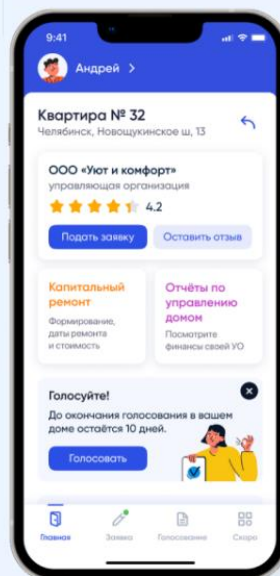 9:41
Андрей >
Квартира № 32
Челябинск, Новощукинское ш, 13
ООО «Уют и комфорт»
управляющая организация
4.2
Подать заявку Оставить отзыв
Капитальный
ремонт
Формирование,
даты ремонта
и стоимость
Отчёты по
управлению
домом
Посмотрите
финансы своей УО
Голосуйте!
До окончания голосования в вашем
доме остаётся 10 дней.
Голосовать
Главная Заявка Голосование Скоро